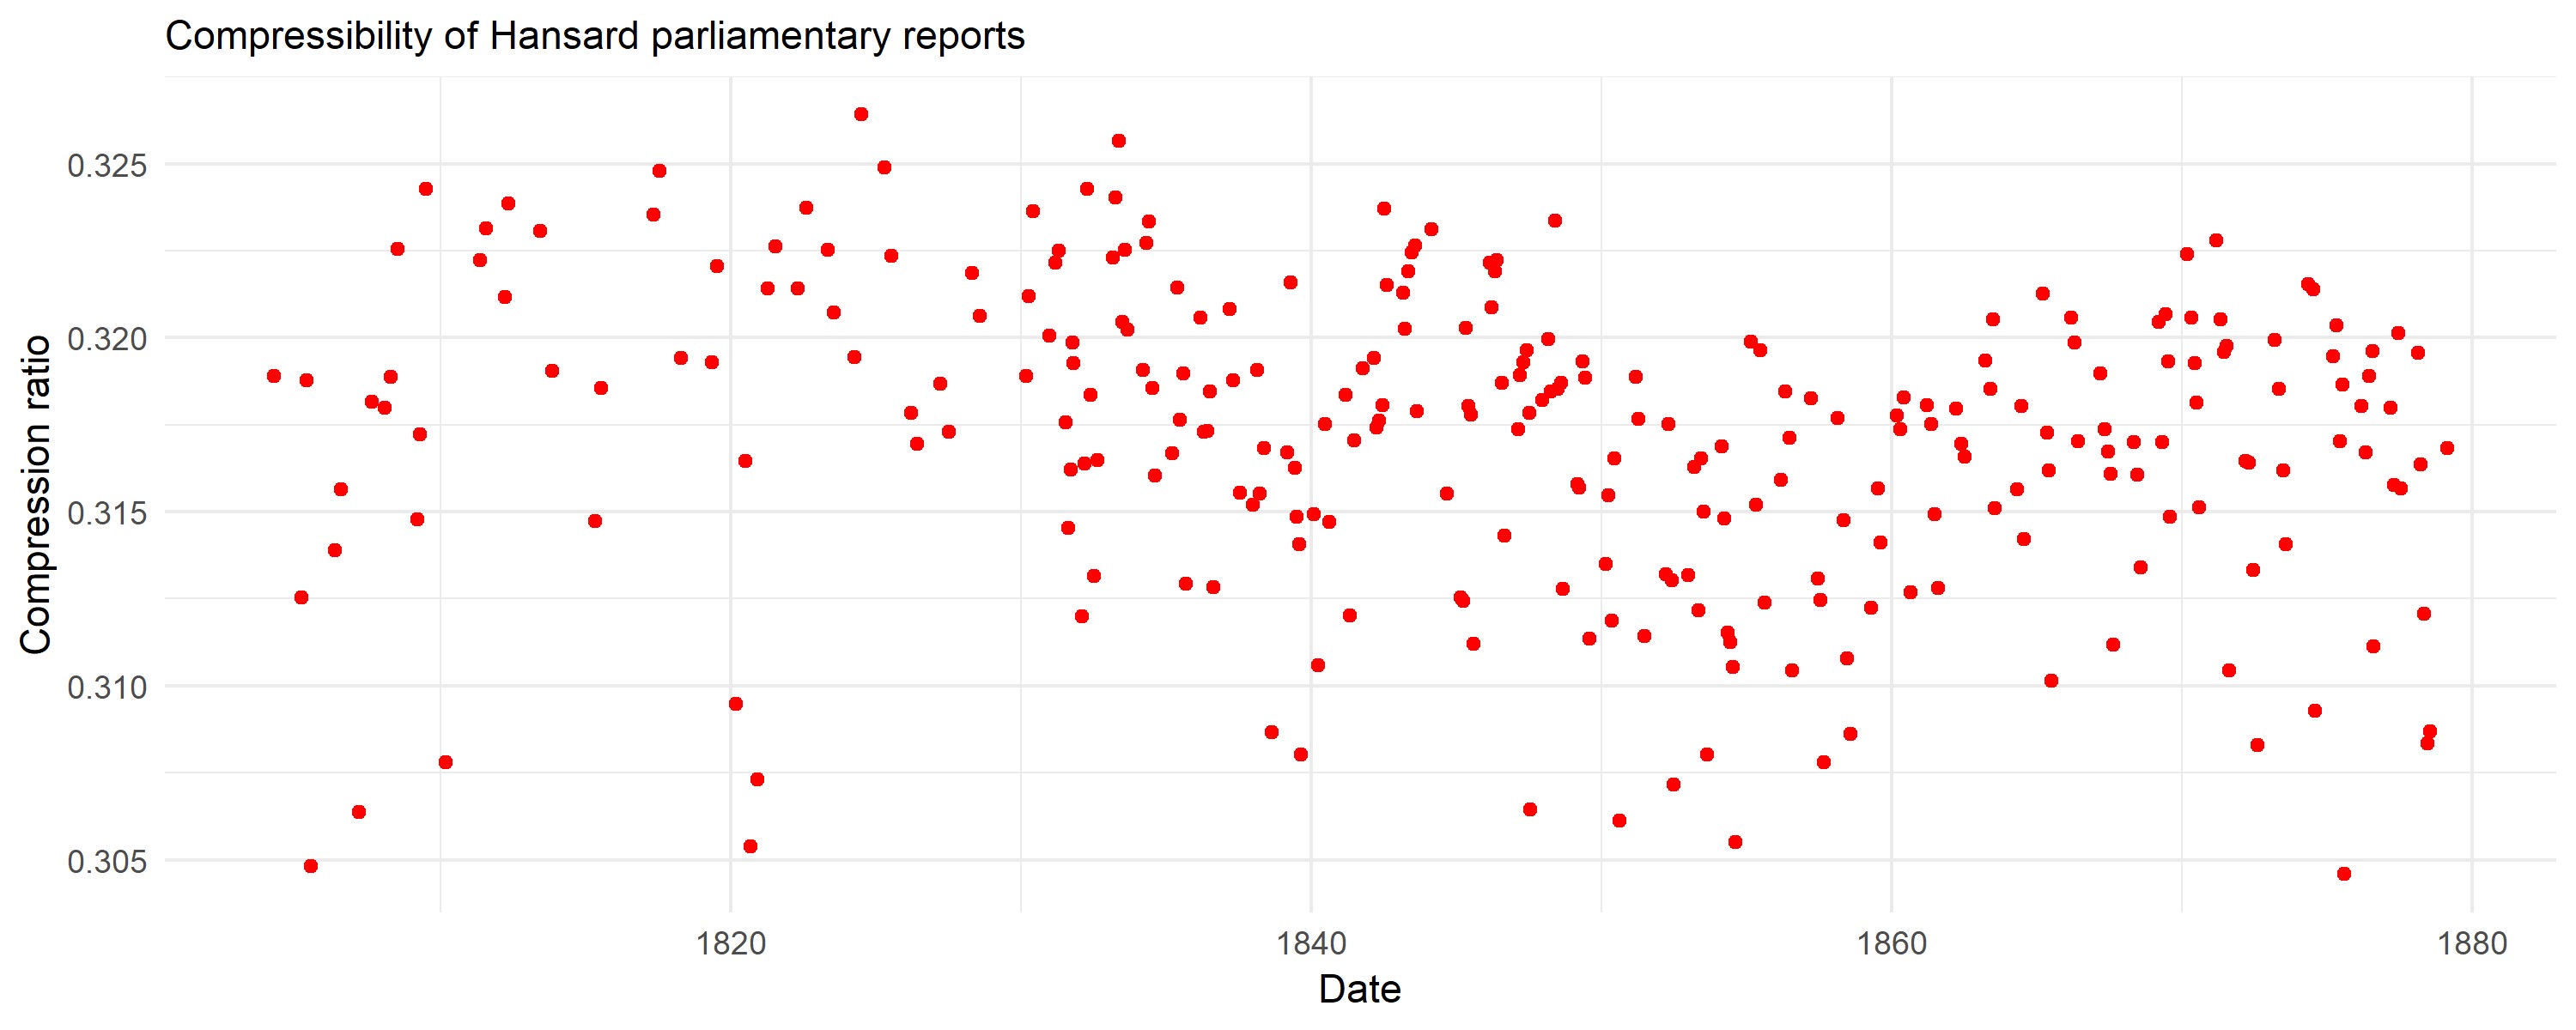 Compressibility of Hansard parliamentary reports
0.325
0.320
0.315
0.310
0.305
Compression ratio
1820 1840 1860 1880
Date